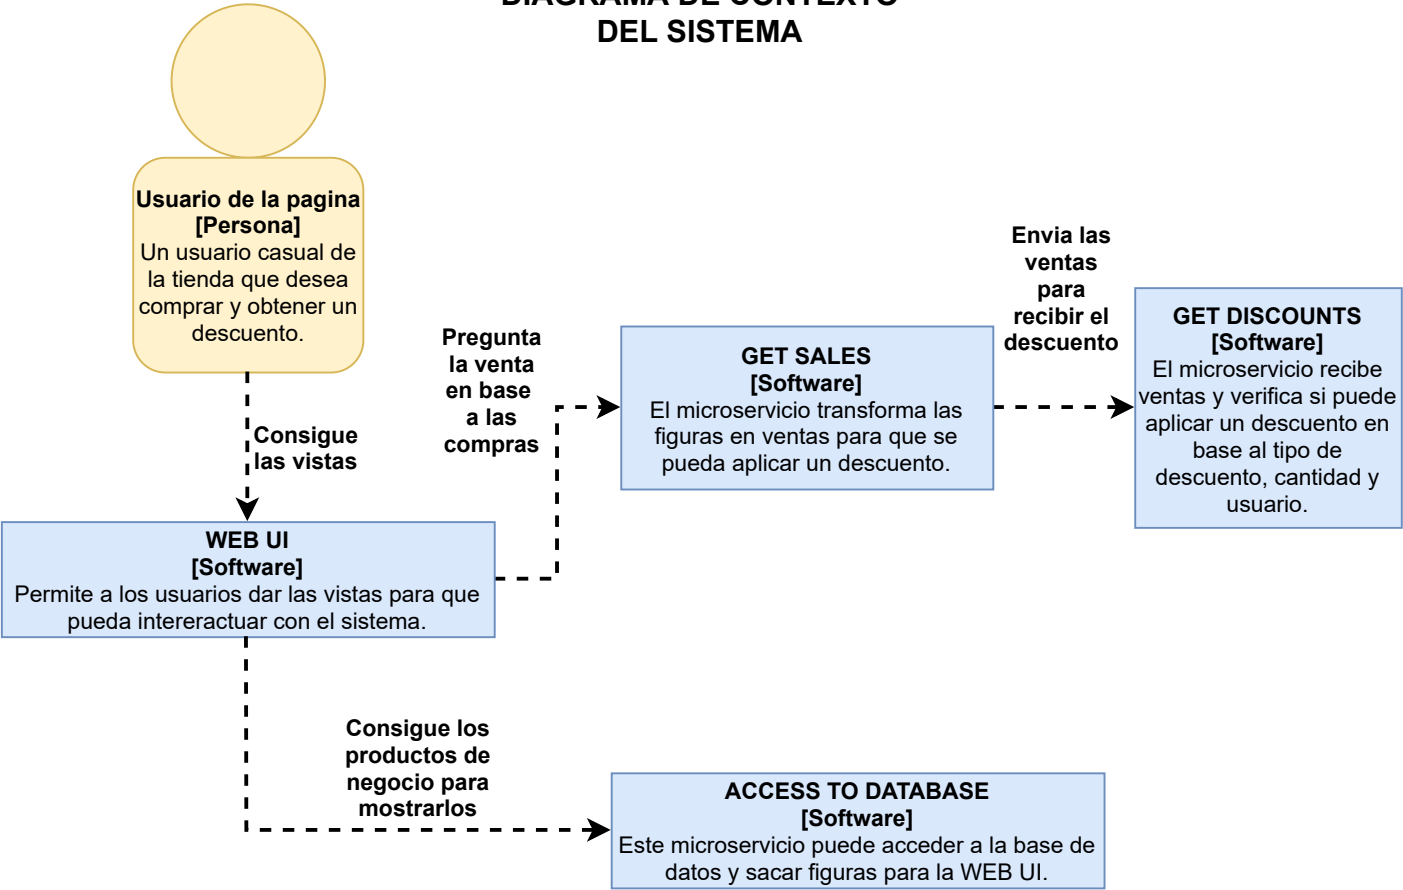 DIAGRAMA DE CONTEXTO
DEL SISTEMA
Usuario de la pagina
[Persona]
Un usuario casual de
la tienda que desea
comprar y obtener un
descuento.
Consigue
las vistas
WEB UI
[Software]
Permite a los usuarios dar las vistas para que
pueda intereractuar con el sistema.
Pregunta
la venta
en base
a las
compras
GET SALES
[Software]
El microservicio transforma las
figuras en ventas para que se
pueda aplicar un descuento.
Envia las
ventas
para
recibir el
descuento
GET DISCOUNTS
[Software]
El microservicio recibe
ventas y verifica si puede
aplicar un descuento en
base al tipo de
descuento, cantidad y
usuario.
Consigue los
productos de
negocio para
mostrarlos
ACCESS TO DATABASE
[Software]
Este microservicio puede acceder a la base de
datos y sacar figuras para la WEB UI.